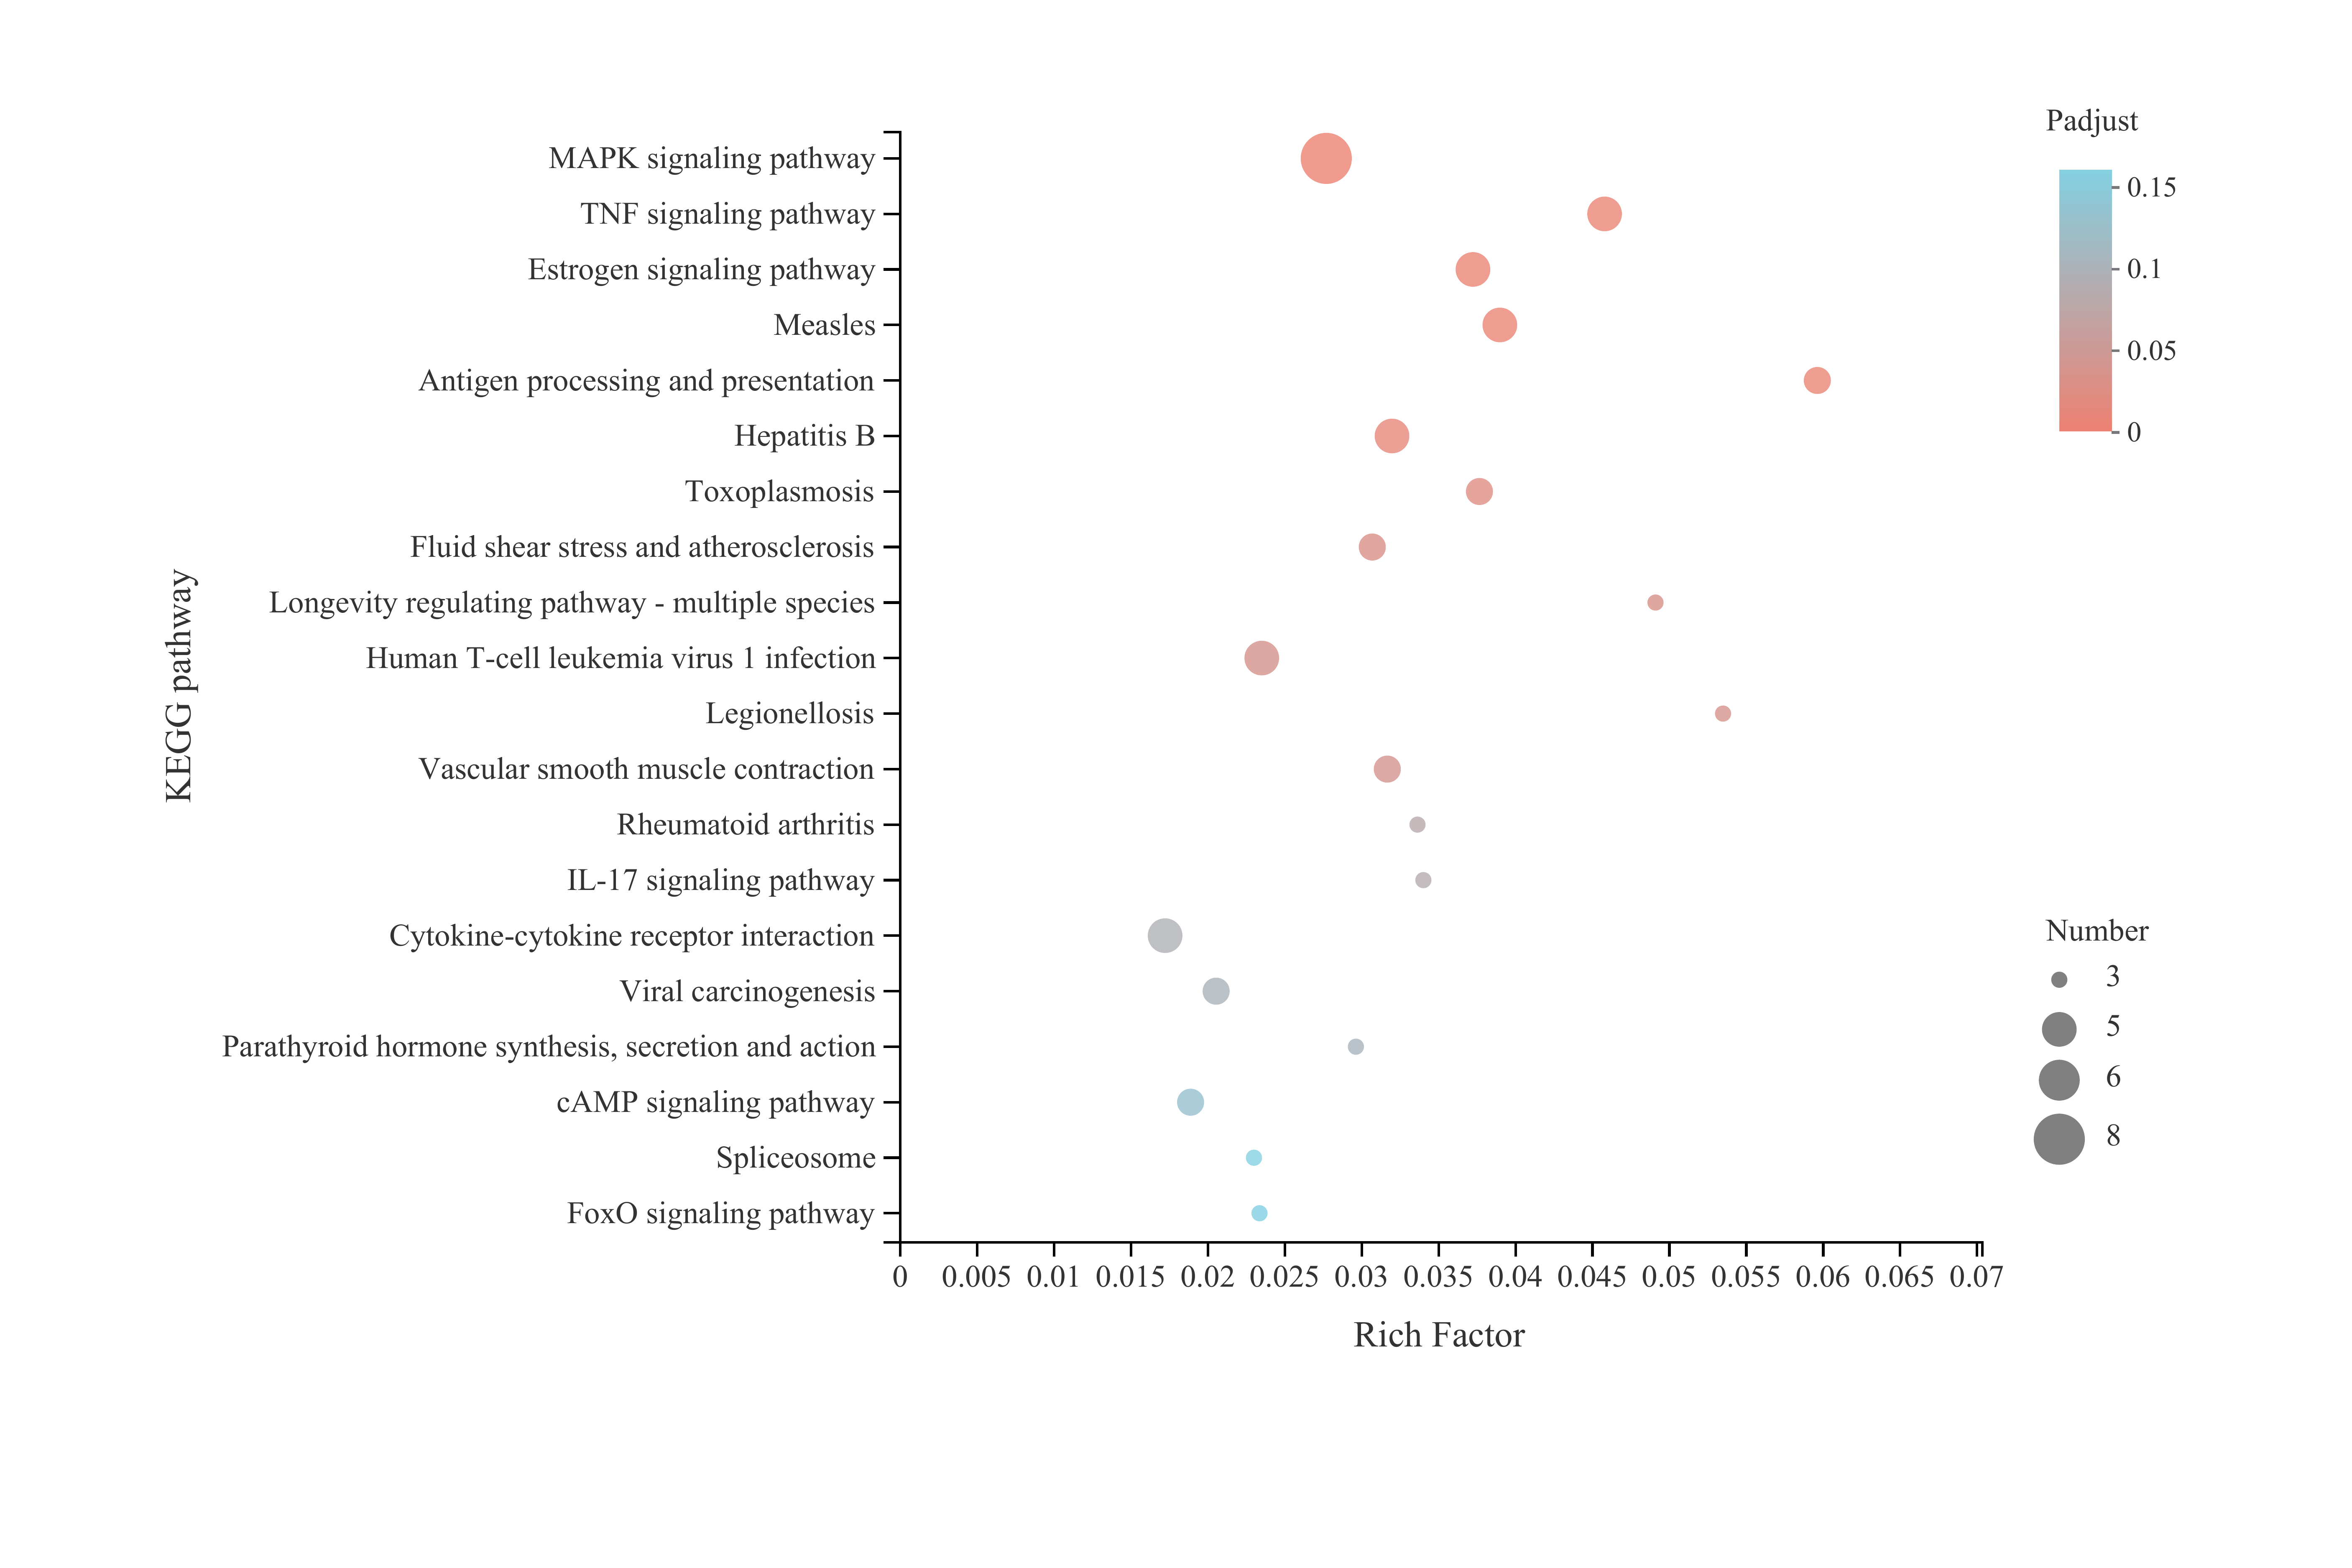 Padjust
0.15
0.1
0.05
0
MAPK signaling pathway
TNF signaling pathway
Estrogen signaling pathway
Measles
Antigen processing and presentation
Hepatitis B
Toxoplasmosis
Fluid shear stress and atherosclerosis
Longevity regulating pathway - multiple species
Human T-cell leukemia virus 1 infection
Legionellosis
Vascular smooth muscle contraction
Rheumatoid arthritis
IL-17 signaling pathway
Cytokine-cytokine receptor interaction
Viral carcinogenesis
Parathyroid hormone synthesis, secretion and action
cAMP signaling pathway
Spliceosome
FoxO signaling pathway
KEGG pathway
Number
3
5
6
8
0 0.005 0.01 0.015 0.02 0.025 0.03 0.035 0.04 0.045 0.05 0.055 0.06 0.065 0.07
Rich Factor